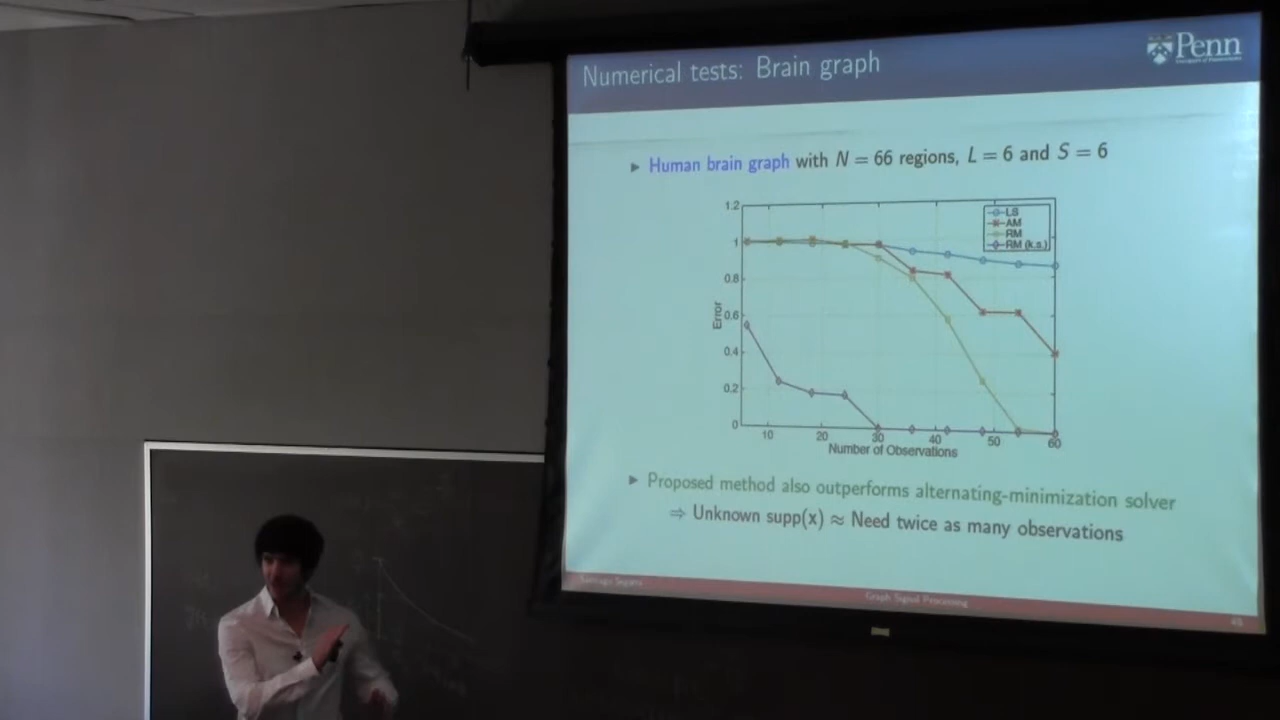 Numerical tests: Brain graph
Penn
Human brain graph with N = 66 regions, L = 6 and S = 6
1.2
1
0.8
0.6
0.4
0.2
0
Error
LS
AM
RM
RM (k.s.)
10 20 30 40 50 60
Number of Observations
Proposed method also outperforms alternating-minimization solver
⇒ Unknown supp(x) ≈ Need twice as many observations
Graph Signal Processing